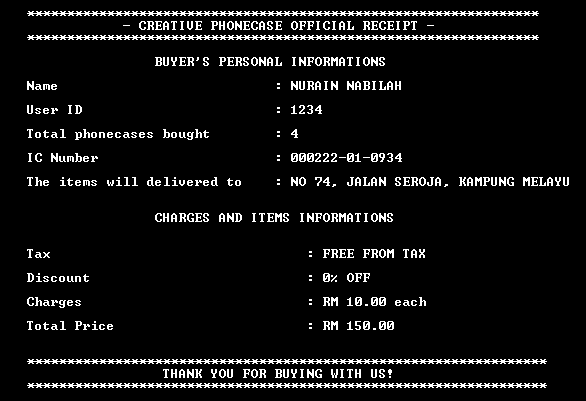 *****************************************************************
- CREATIVE PHONECASE OFFICIAL RECEIPT -
*****************************************************************
BUYER'S PERSONAL INFORMATIONS
Name : NURAIN NABILAH
User ID : 1234
Total phonecases bought : 4
IC Number : 000222-01-0934
The items will delivered to : NO 74, JALAN SEROJA, KAMPUNG MELAYU
CHARGES AND ITEMS INFORMATIONS
Tax : FREE FROM TAX
Discount : 0% OFF
Charges : RM 10.00 each
Total Price : RM 150.00
*****************************************************************
THANK YOU FOR BUYING WITH US!
*****************************************************************